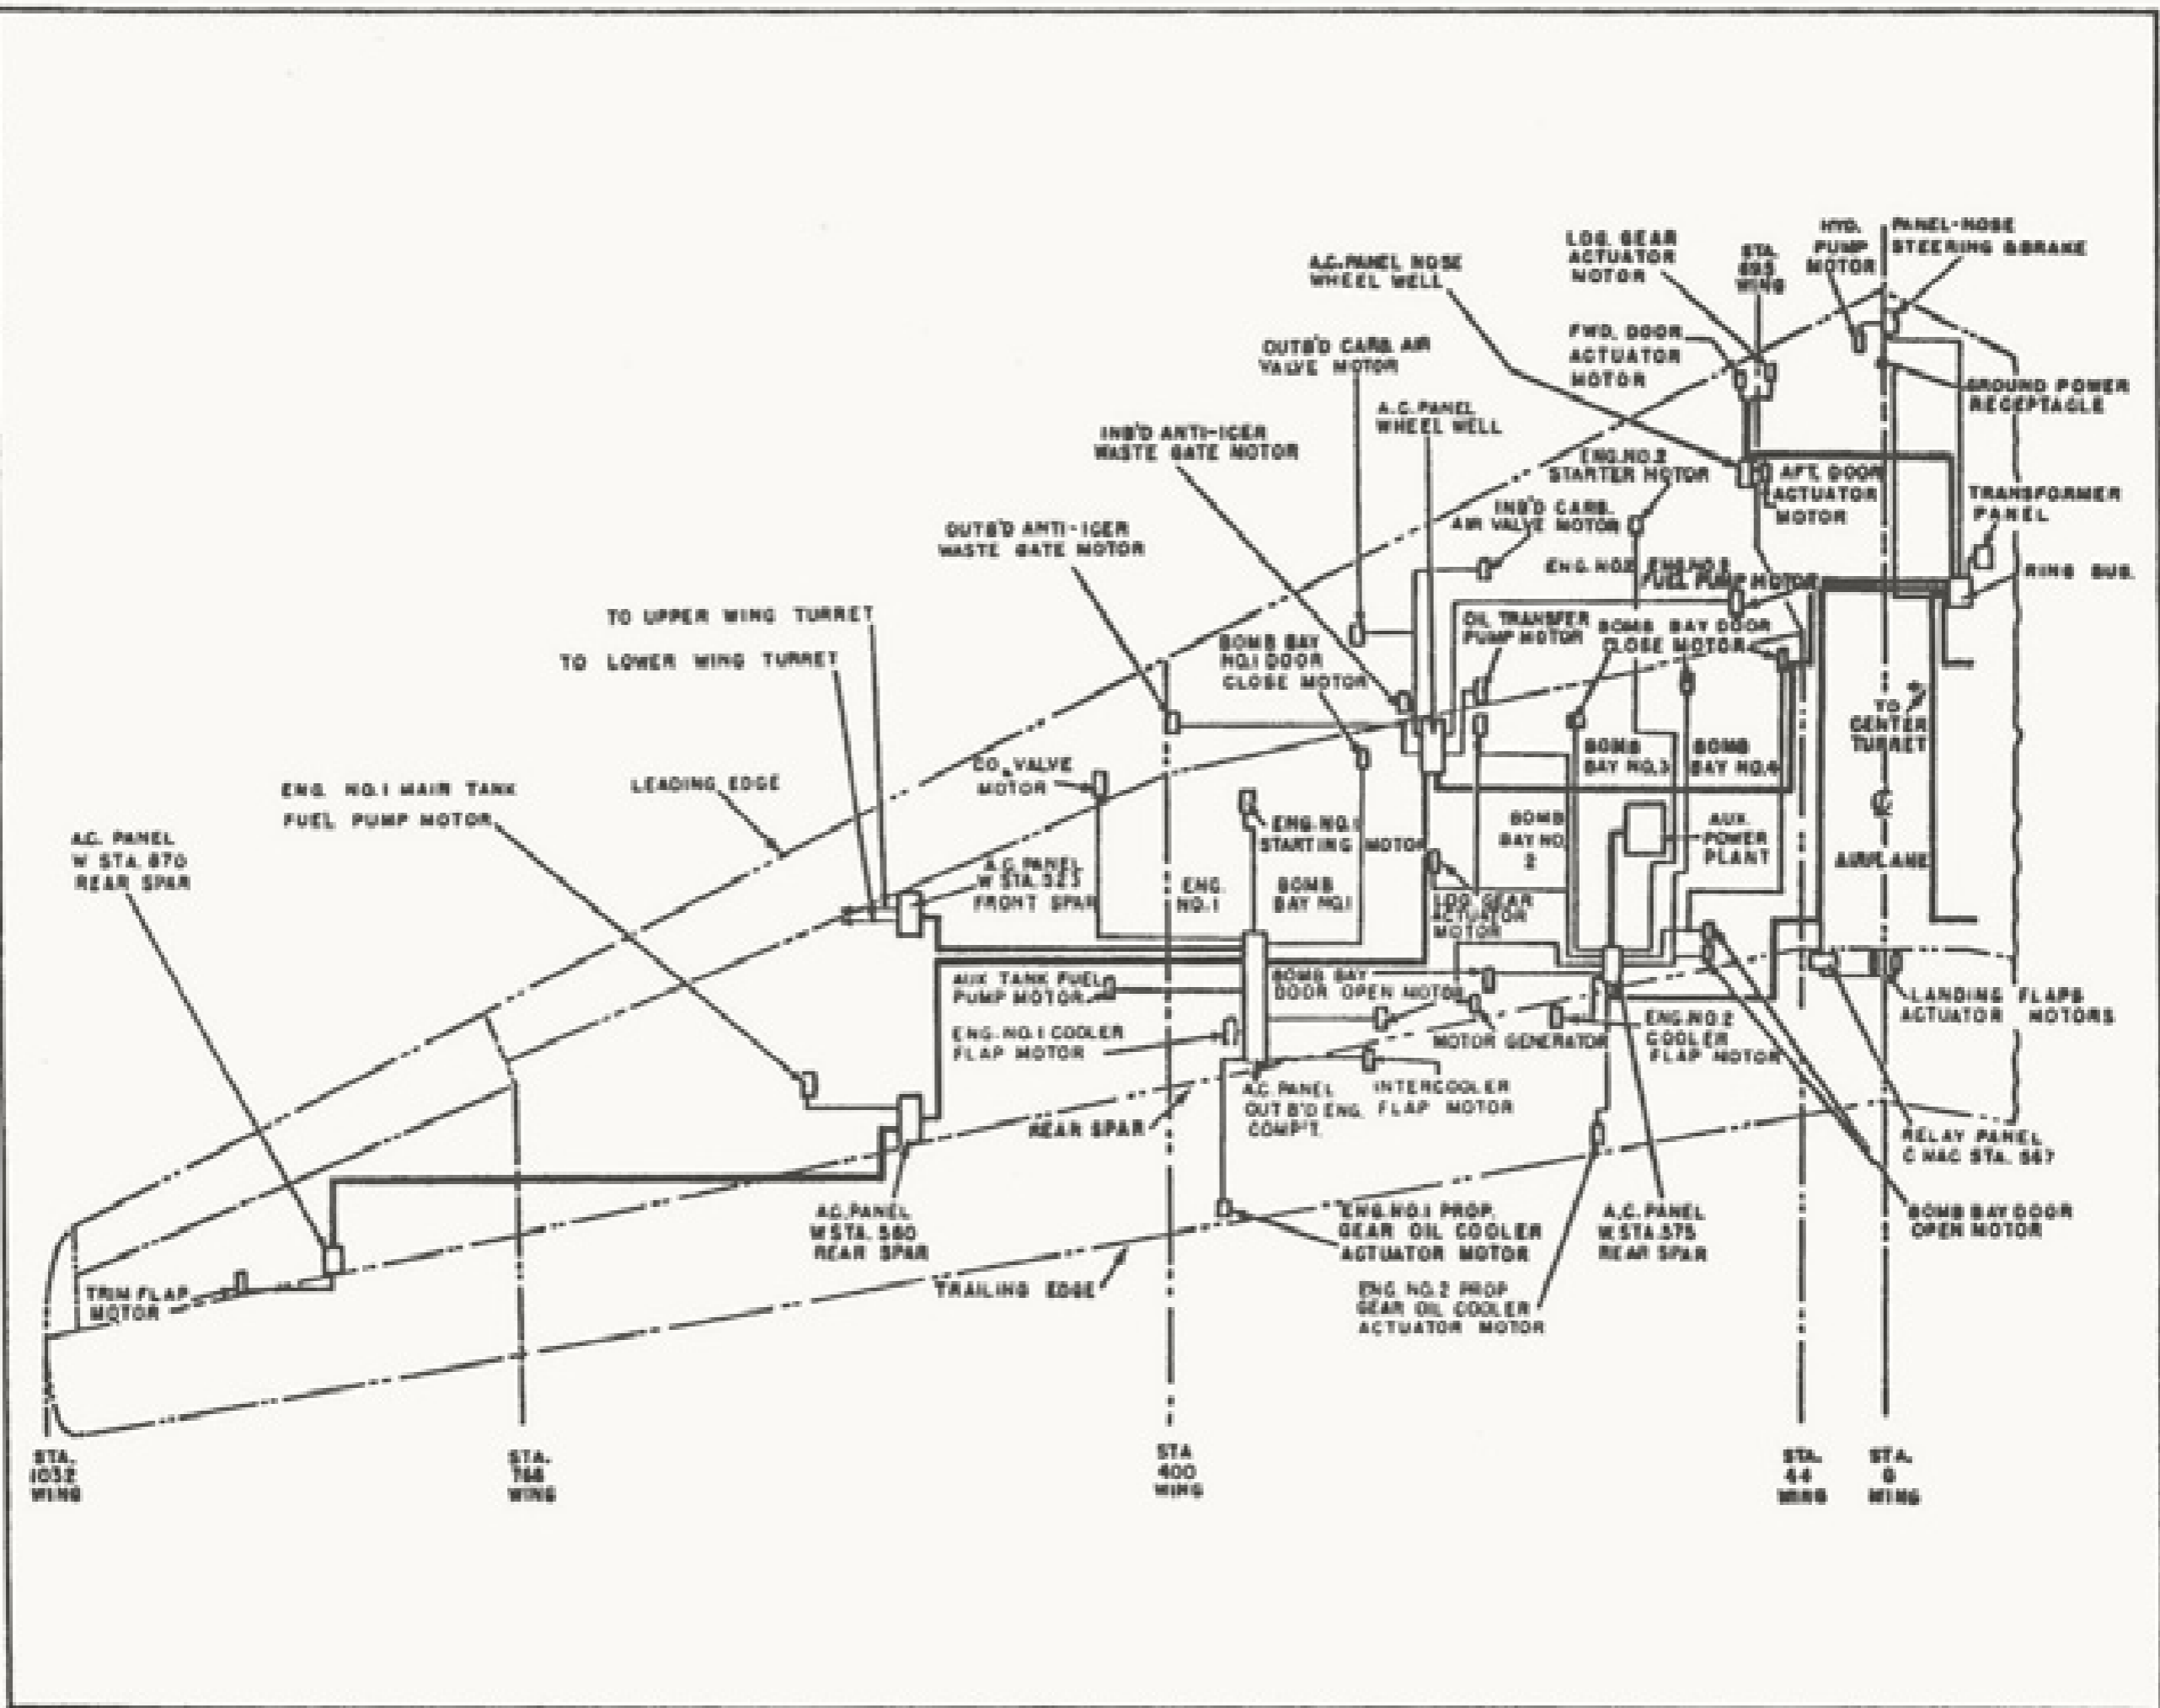 HYD.
PUMP
MOTOR
PANEL-NOSE
STEERING & BRAKE
LDG. GEAR
ACTUATOR
MOTOR
STA.
WING
A.C. PANEL NOSE
WHEEL WELL
FWD. DOOR
ACTUATOR
MOTOR
OUTB'D CARB. AIR
VALVE MOTOR
GROUND POWER
RECEPTACLE
A.C. PANEL
WHEEL WELL
INB'D ANTI-ICER
WASTE GATE MOTOR
ENG. NO.2
STARTER MOTOR
AFT. DOOR
ACTUATOR
MOTOR
TRANSFORMER
PANEL
INB'D CARB.
AIR VALVE MOTOR
OUTB'D ANTI-ICER
WASTE GATE MOTOR
ENG. NO.2
FUEL PUMP MOTOR
RING BUS.
TO UPPER WING TURRET
TO LOWER WING TURRET
OIL TRANSFER
PUMP MOTOR
BOMB BAY DOOR
CLOSE MOTOR
BOMB BAY
NO.1 DOOR
CLOSE MOTOR
TO
CENTER
TURRET
BOMB
BAY NO.3
BOMB
BAY NO.4
VALVE
MOTOR
LEADING EDGE
ENG. NO.1 MAIN TANK
FUEL PUMP MOTOR
ENG. NO.1
STARTING MOTOR
BOMB
BAY NO.
2
AUX.
POWER
PLANT
AIRPLANE
A.C. PANEL
W STA. 870
REAR SPAR
A.C. PANEL
W STA. 323
FRONT SPAR
ENG.
NO.1
BOMB
BAY NO.1
LDG. GEAR
ACTUATOR
MOTOR
AUX TANK FUEL
PUMP MOTOR
BOMB BAY
DOOR OPEN MOTOR
LANDING FLAPS
ACTUATOR MOTORS
ENG. NO.1 COOLER
FLAP MOTOR
MOTOR GENERATOR
ENG. NO.2
COOLER
FLAP MOTOR
A.C. PANEL
OUTB'D ENG.
COMP'T.
INTERCOOLER
FLAP MOTOR
REAR SPAR
RELAY PANEL
STA. 567
A.C. PANEL
W STA. 560
REAR SPAR
ENG. NO.1 PROP.
GEAR OIL COOLER
ACTUATOR MOTOR
A.C. PANEL
W STA. 375
REAR SPAR
BOMB BAY DOOR
OPEN MOTOR
TRIM FLAP
MOTOR
TRAILING EDGE
ENG. NO.2 PROP
GEAR OIL COOLER
ACTUATOR MOTOR
STA.
1032
WING
STA.
WING
STA
400
WING
STA.
44
WING
STA.
0
WING